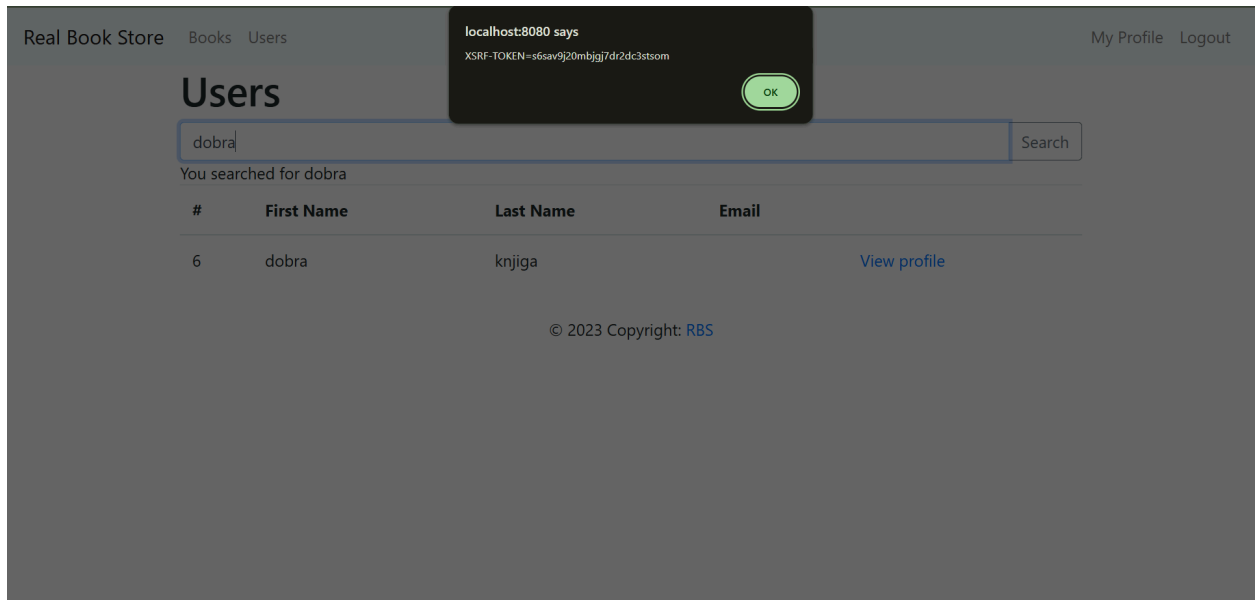 Real Book Store Books Users My Profile Logout
localhost:8080 says
XSRF-TOKEN=s6sav9j20mbjgj7dr2dc3stsom
OK
Users
dobra Search
You searched for dobra
# First Name Last Name Email
6 dobra knjiga View profile
© 2023 Copyright: RBS